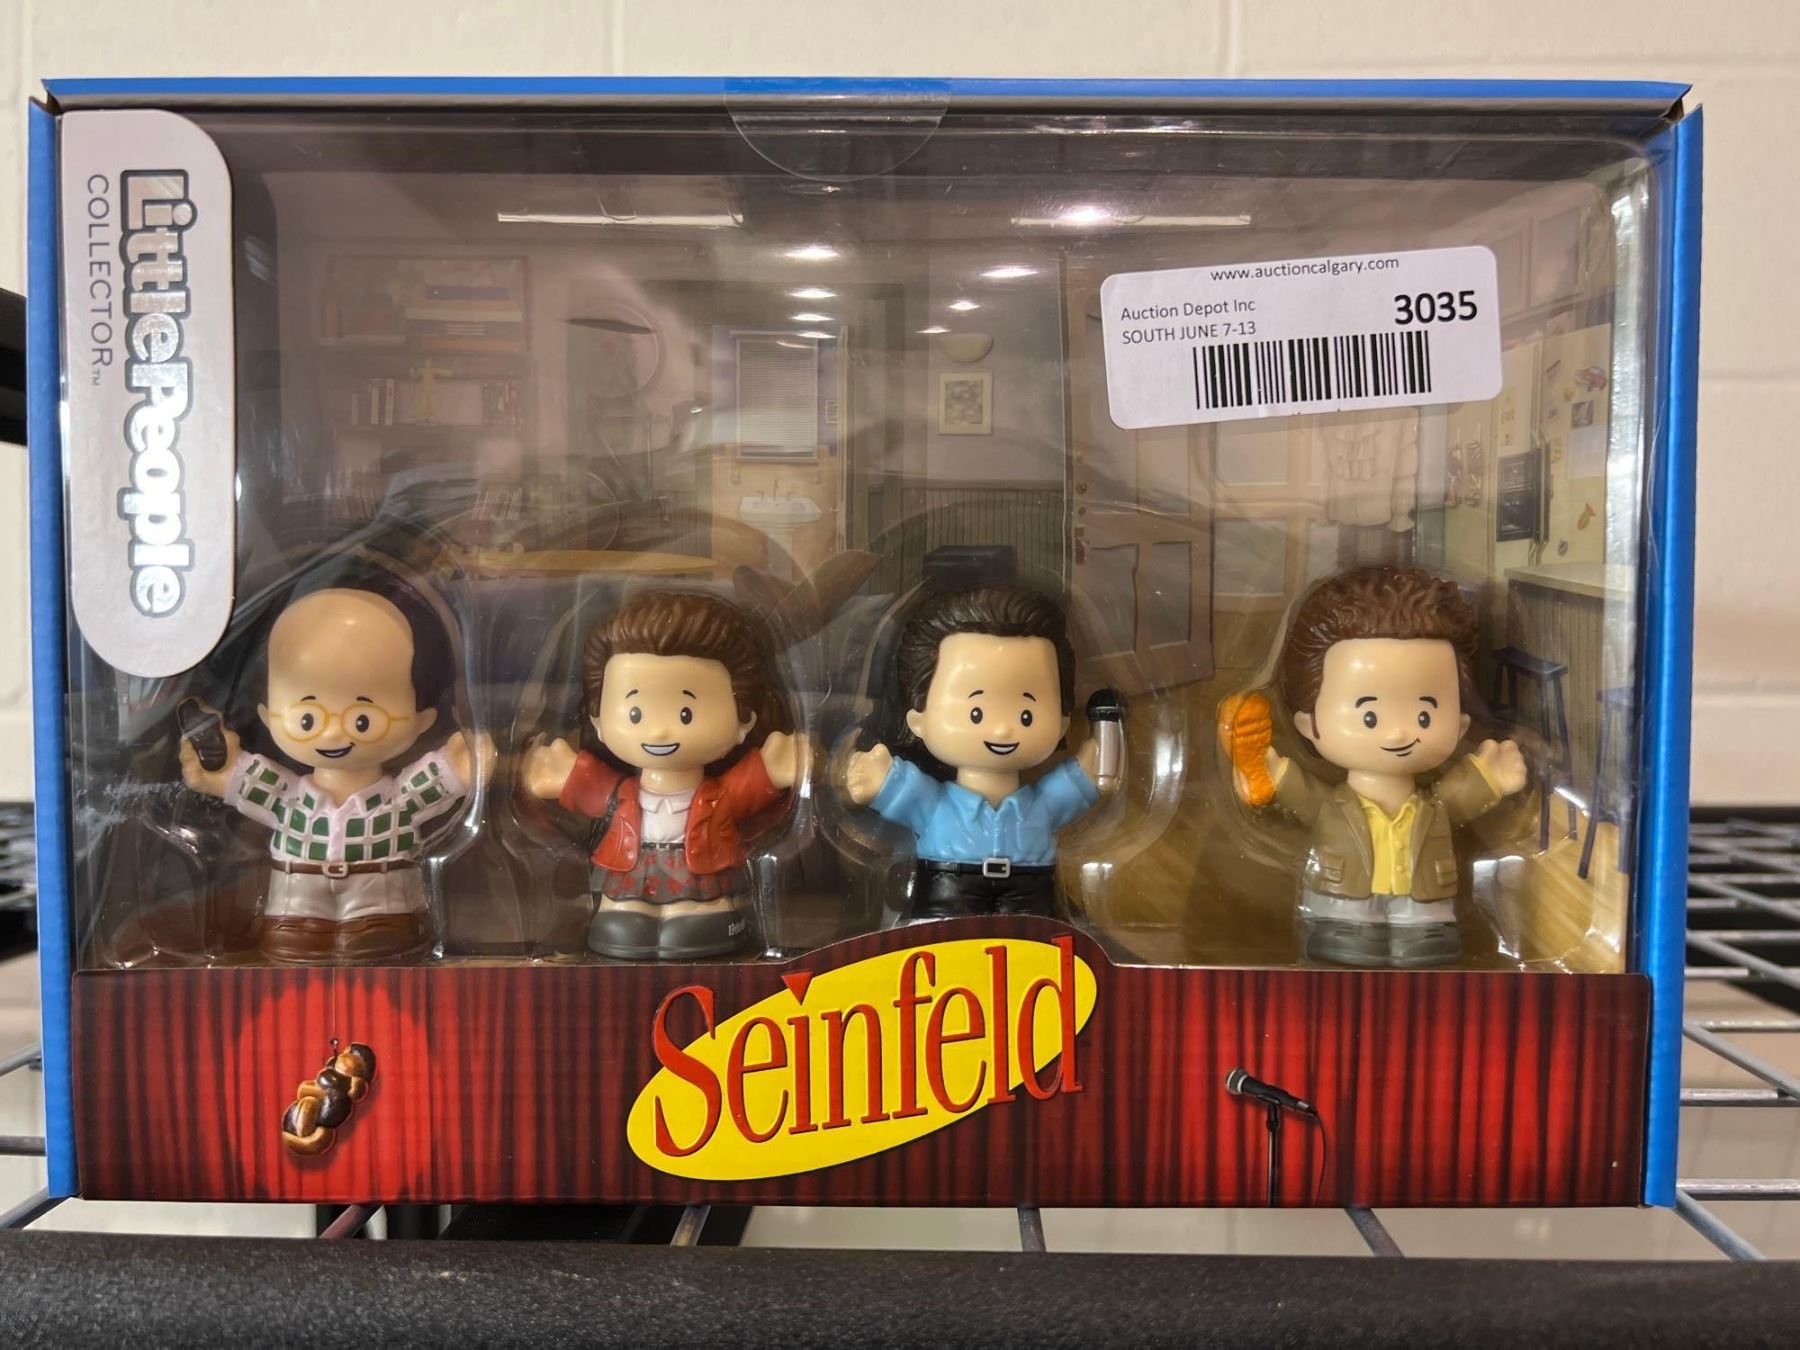 LittlePeople
COLLECTOR™
www.auctioncalgary.com
Auction Depot Inc
3035
SOUTH JUNE 7-13
Seinfeld